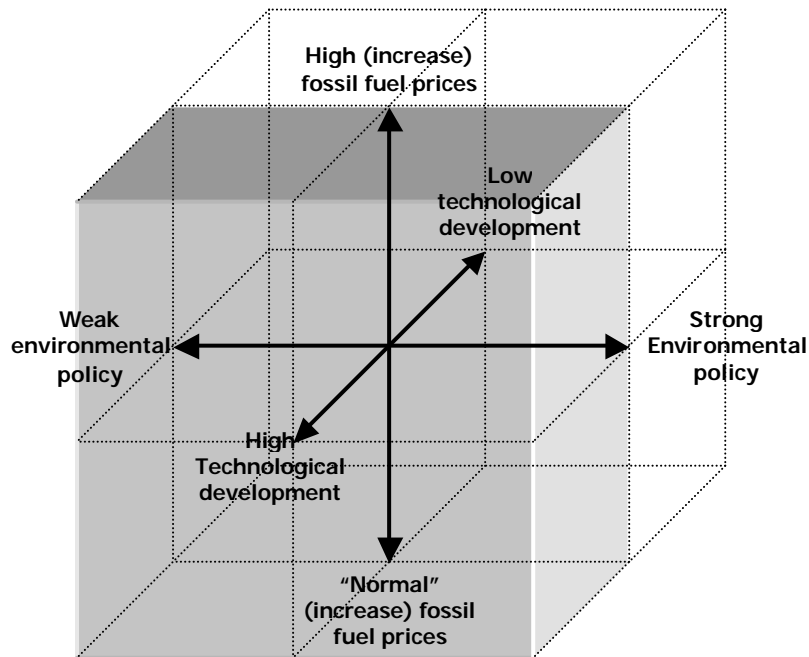 High (increase)
fossil fuel prices
Low
technological
development
Weak
environmental
policy
Strong
Environmental
policy
High
Technological
development
“Normal”
(increase) fossil
fuel prices